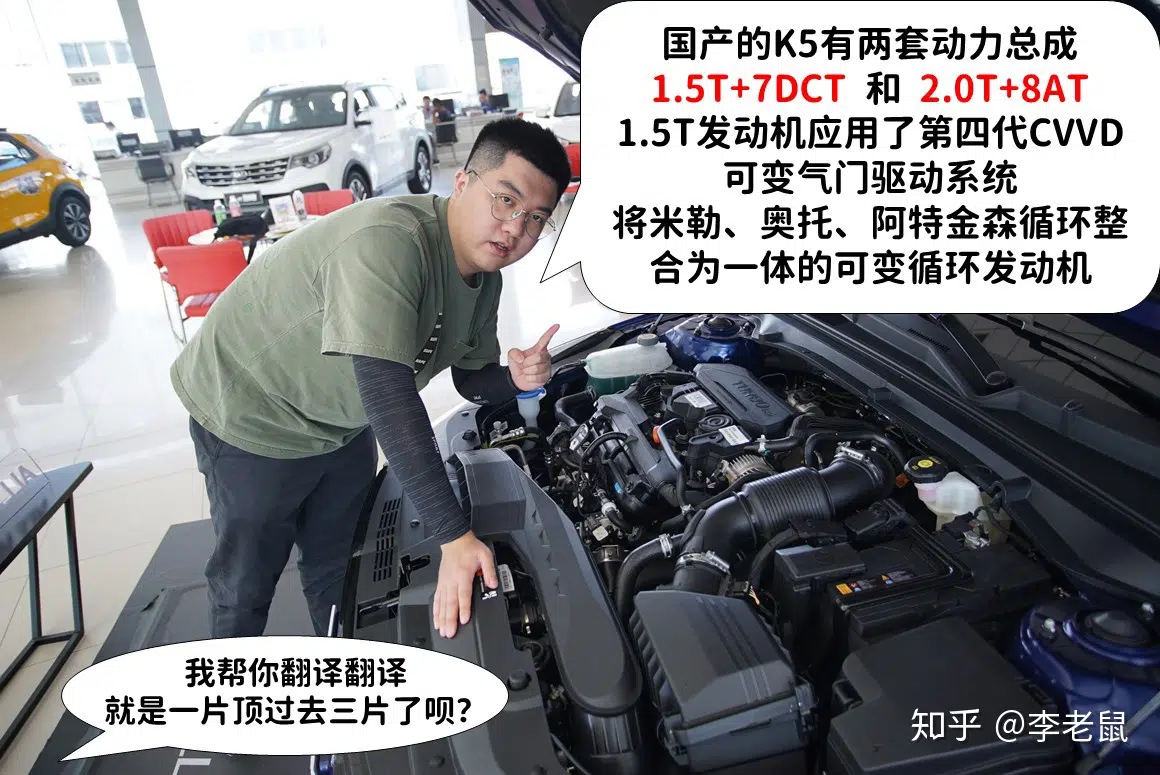 国产的K5有两套动力总成
1.5T+7DCT 和 2.0T+8AT
1.5T发动机应用了第四代CVVD
可变气门驱动系统
将米勒、奥托、阿特金森循环整
合为一体的可变循环发动机
TURBO
我帮你翻译翻译
就是一片顶过去三片了呗?
知乎 @李老鼠